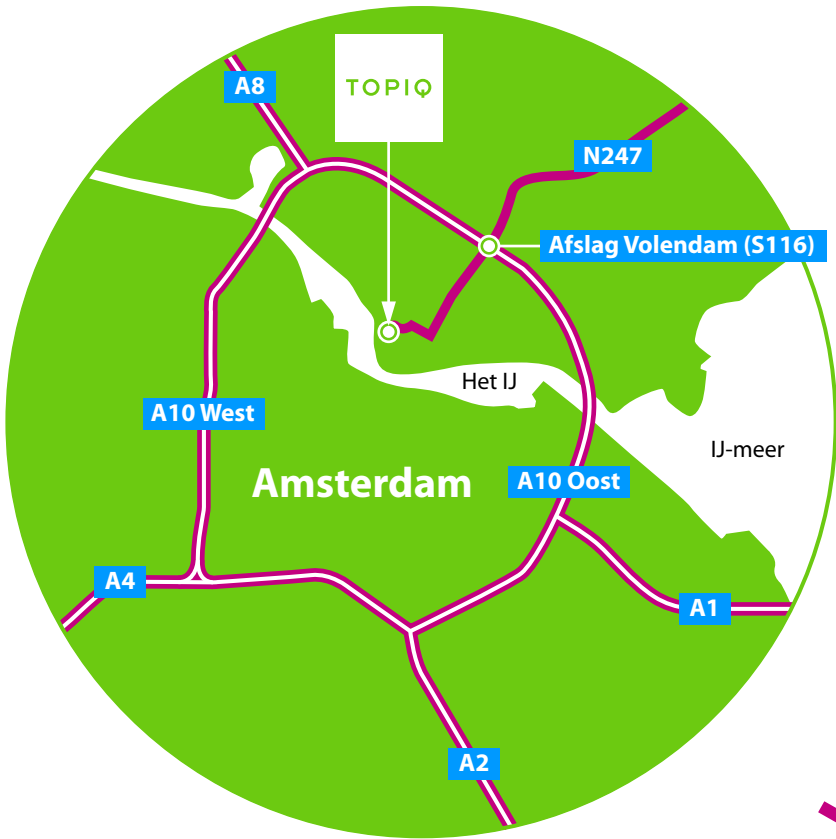 A8
TOPIQ
N247
Afslag Volendam (S116)
Het IJ
A10 West
IJ-meer
Amsterdam
A10 Oost
A4
A1
A2